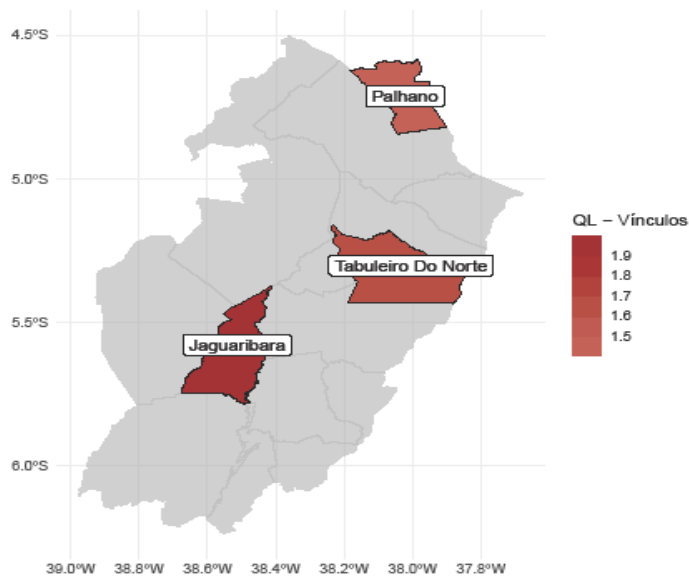 4.5°S
Palhano
5.0°S
QL – Vínculos
1.9
Tabuleiro Do Norte
1.8
1.7
1.6
1.5
5.5°S
Jaguaribara
6.0°S
39.0°W 38.8°W 38.6°W 38.4°W 38.2°W 38.0°W 37.8°W